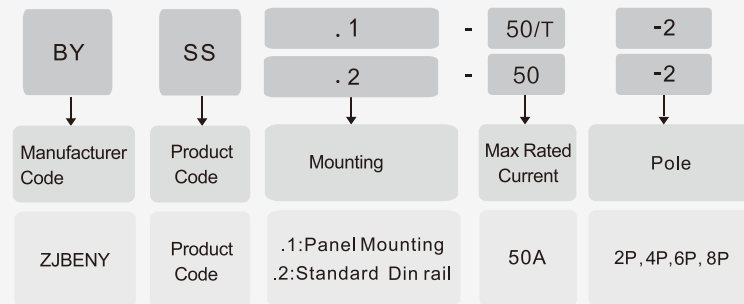 BY SS .1 - 50/T -2
.2 - 50 -2
Manufacturer Code
Product Code
Mounting
Max Rated Current
Pole
ZJBENY
Product Code
.1:Panel Mounting
.2:Standard Din rail
50A
2P,4P,6P,8P